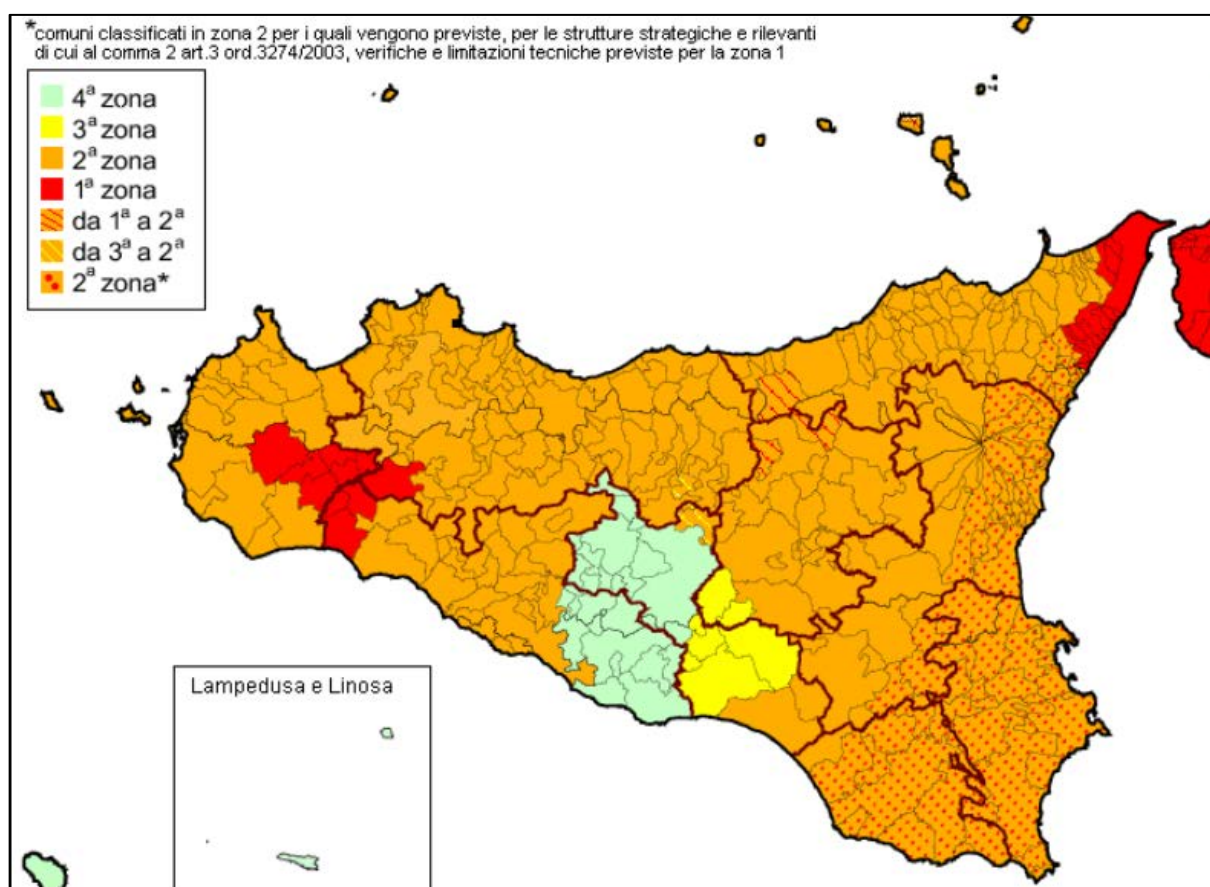 *comuni classificati in zona 2 per i quali vengono previste, per le strutture strategiche e rilevanti
di cui al comma 2 art.3 ord.3274/2003, verifiche e limitazioni tecniche previste per la zona 1
4ª zona
3ª zona
2ª zona
1ª zona
da 1ª a 2ª
da 3ª a 2ª
2ª zona*
Lampedusa e Linosa